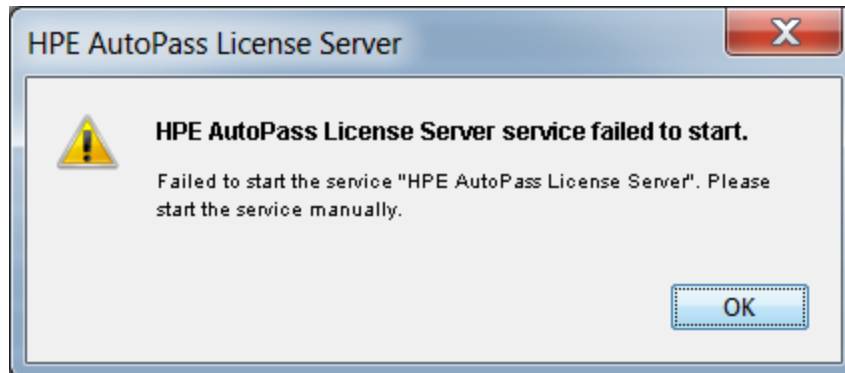 HPE AutoPass License Server
HPE AutoPass License Server service failed to start.
Failed to start the service "HPE AutoPass License Server". Please
start the service manually.
OK